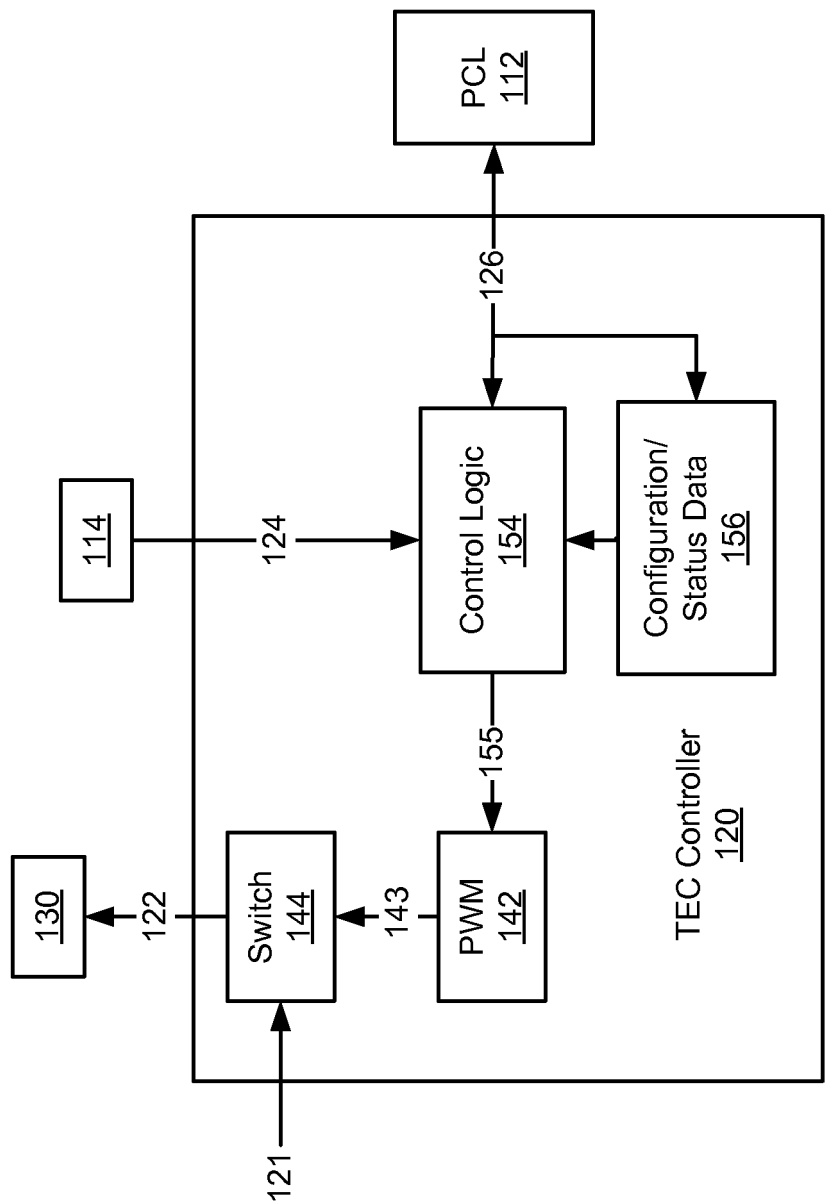 130
122
Switch
144
121
143
PWM
142
155
114
124
Control Logic
154
126
PCL
112
Configuration/
Status Data
156
TEC Controller
120